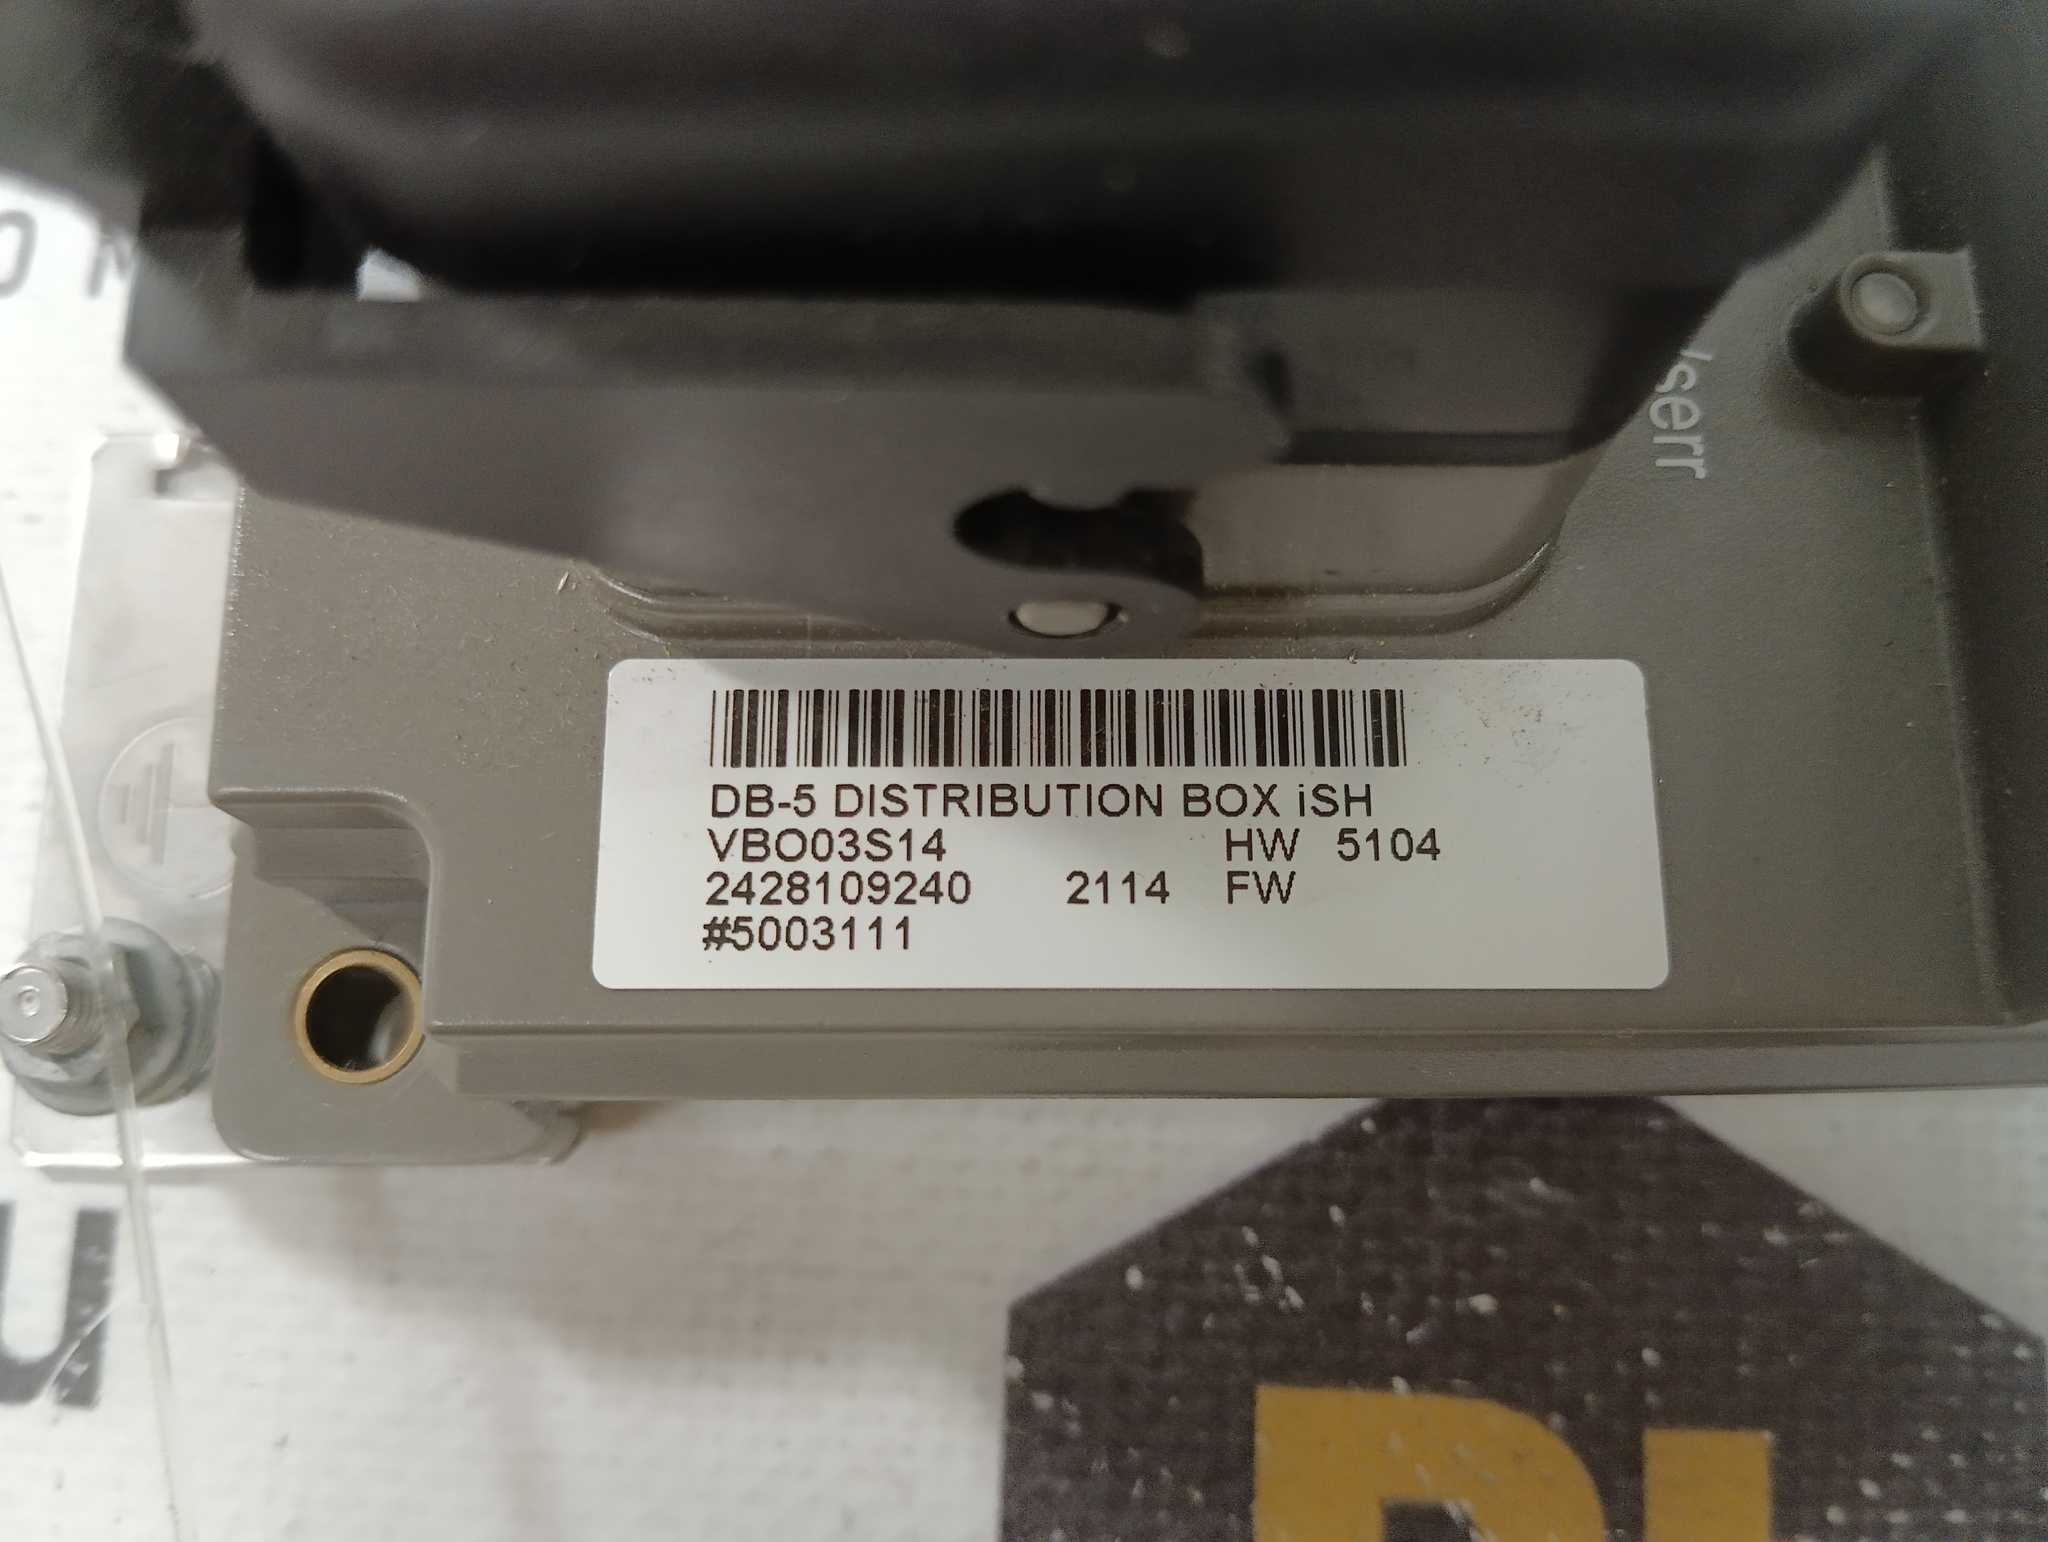 DB-5 DISTRIBUTION BOX iSH
VBO03S14 HW 5104
2428109240 2114 FW
#5003111